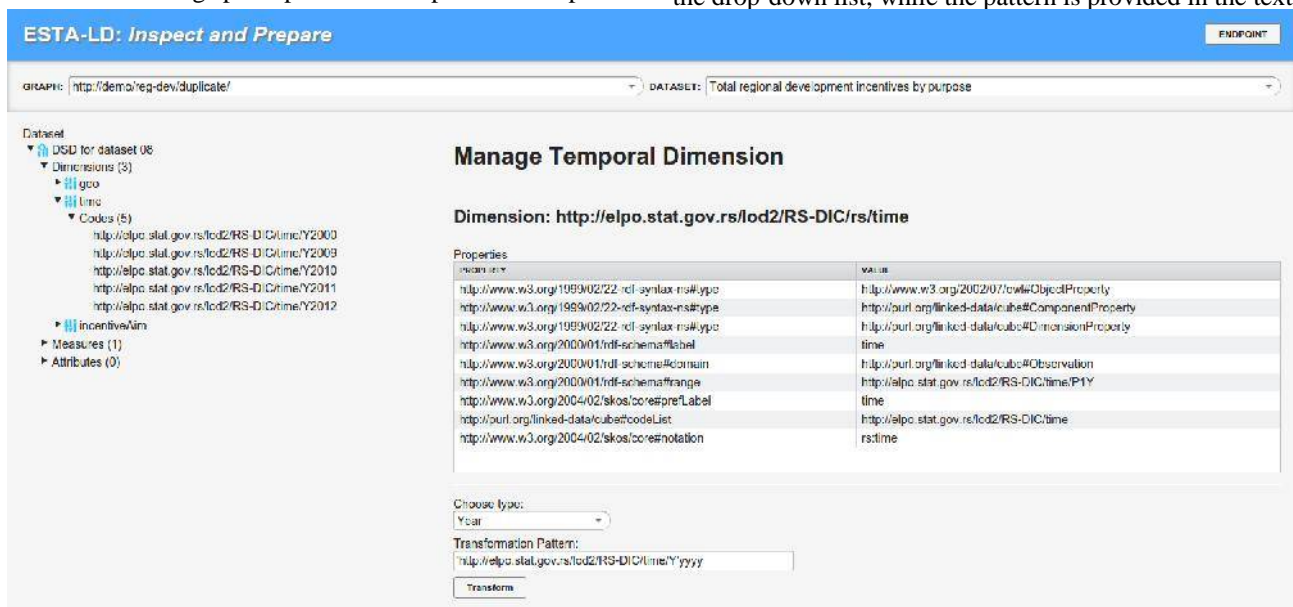 the drop-down list, while the pattern is provided in the text
ESTA-LD: Inspect and Prepare
ENDPOINT
GRAPH: http://demo/reg-dev/duplicate/
DATASET: Total regional development incentives by purpose
Dataset
DSD for dataset 08
Dimensions (3)
geo
time
Codes (5)
http://elpo.stat.gov.rs/lod2/RS-DIC/time/Y2000
http://elpo.stat.gov.rs/lod2/RS-DIC/time/Y2009
http://elpo.stat.gov.rs/lod2/RS-DIC/time/Y2010
http://elpo.stat.gov.rs/lod2/RS-DIC/time/Y2011
http://elpo.stat.gov.rs/lod2/RS-DIC/time/Y2012
incentiveAim
Measures (1)
Attributes (0)
Manage Temporal Dimension
Dimension: http://elpo.stat.gov.rs/lod2/RS-DIC/rs/time
Properties
PROPERTY VALUE
http://www.w3.org/1999/02/22-rdf-syntax-ns#type http://www.w3.org/2002/07/owl#ObjectProperty
http://www.w3.org/1999/02/22-rdf-syntax-ns#type http://purl.org/linked-data/cube#ComponentProperty
http://www.w3.org/1999/02/22-rdf-syntax-ns#type http://purl.org/linked-data/cube#DimensionProperty
http://www.w3.org/2000/01/rdf-schema#label time
http://www.w3.org/2000/01/rdf-schema#domain http://purl.org/linked-data/cube#Observation
http://www.w3.org/2000/01/rdf-schema#range http://elpo.stat.gov.rs/lod2/RS-DIC/time/P1Y
http://www.w3.org/2004/02/skos/core#prefLabel time
http://purl.org/linked-data/cube#codeList http://elpo.stat.gov.rs/lod2/RS-DIC/time
http://www.w3.org/2004/02/skos/core#notation rs:time
Choose type:
Year
Transformation Pattern:
'http://elpo.stat.gov.rs/lod2/RS-DIC/time/Y'yyyy
Transform